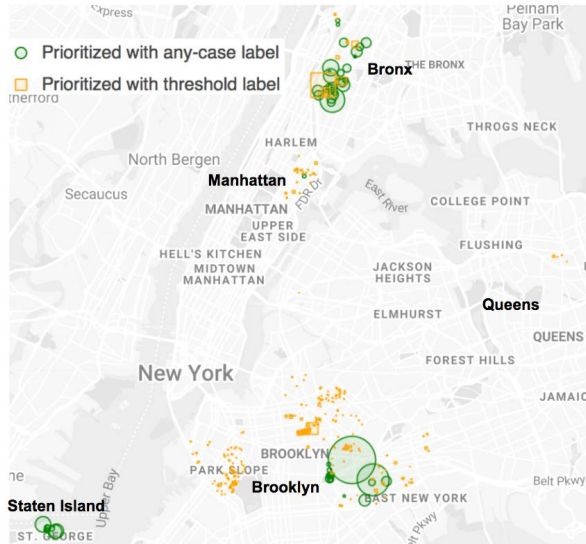 Express
Pelham
Bay Park
Prioritized with any-case label
Prioritized with threshold label
Bronx
THE BRONX
THROGS NECK
HARLEM
North Bergen
Manhattan
Secaucus
FDR Dr
East River
MANHATTAN
COLLEGE POINT
UPPER
EAST SIDE
FLUSHING
HELL'S KITCHEN
MIDTOWN
MANHATTAN
JACKSON
HEIGHTS
Queens
ELMHURST
QUEENS
FOREST HILLS
New York
JAMAIC
BROOKLYN
PARK SLOPE
Brooklyn
Belt Pkwy
EAST NEW YORK
Staten Island
Upper Bay
ST. GEORGE
lt Pkwy